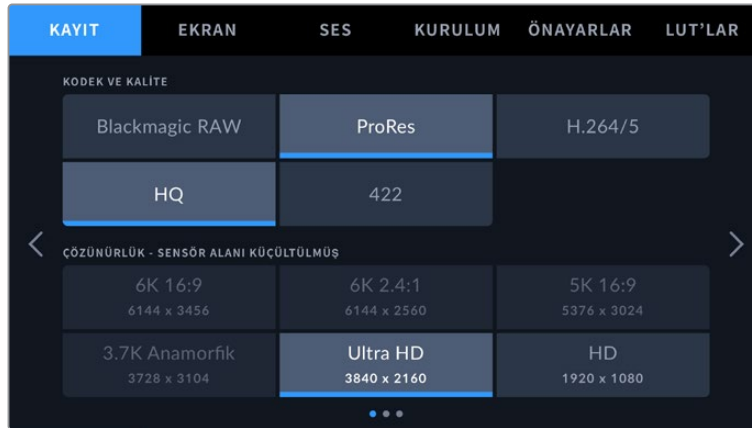 KAYIT EKRAN SES KURULUM ÖNAYARLAR LUT’LAR
KODEK VE KALİTE
Blackmagic RAW ProRes H.264/5
HQ 422
ÇÖZÜNÜRLÜK - SENSÖR ALANI KÜÇÜLTÜLMÜŞ
6K 16:9 6K 2.4:1 5K 16:9
6144 x 3456 6144 x 2560 5376 x 3024
3.7K Anamorfik Ultra HD HD
3728 x 3104 3840 x 2160 1920 x 1080